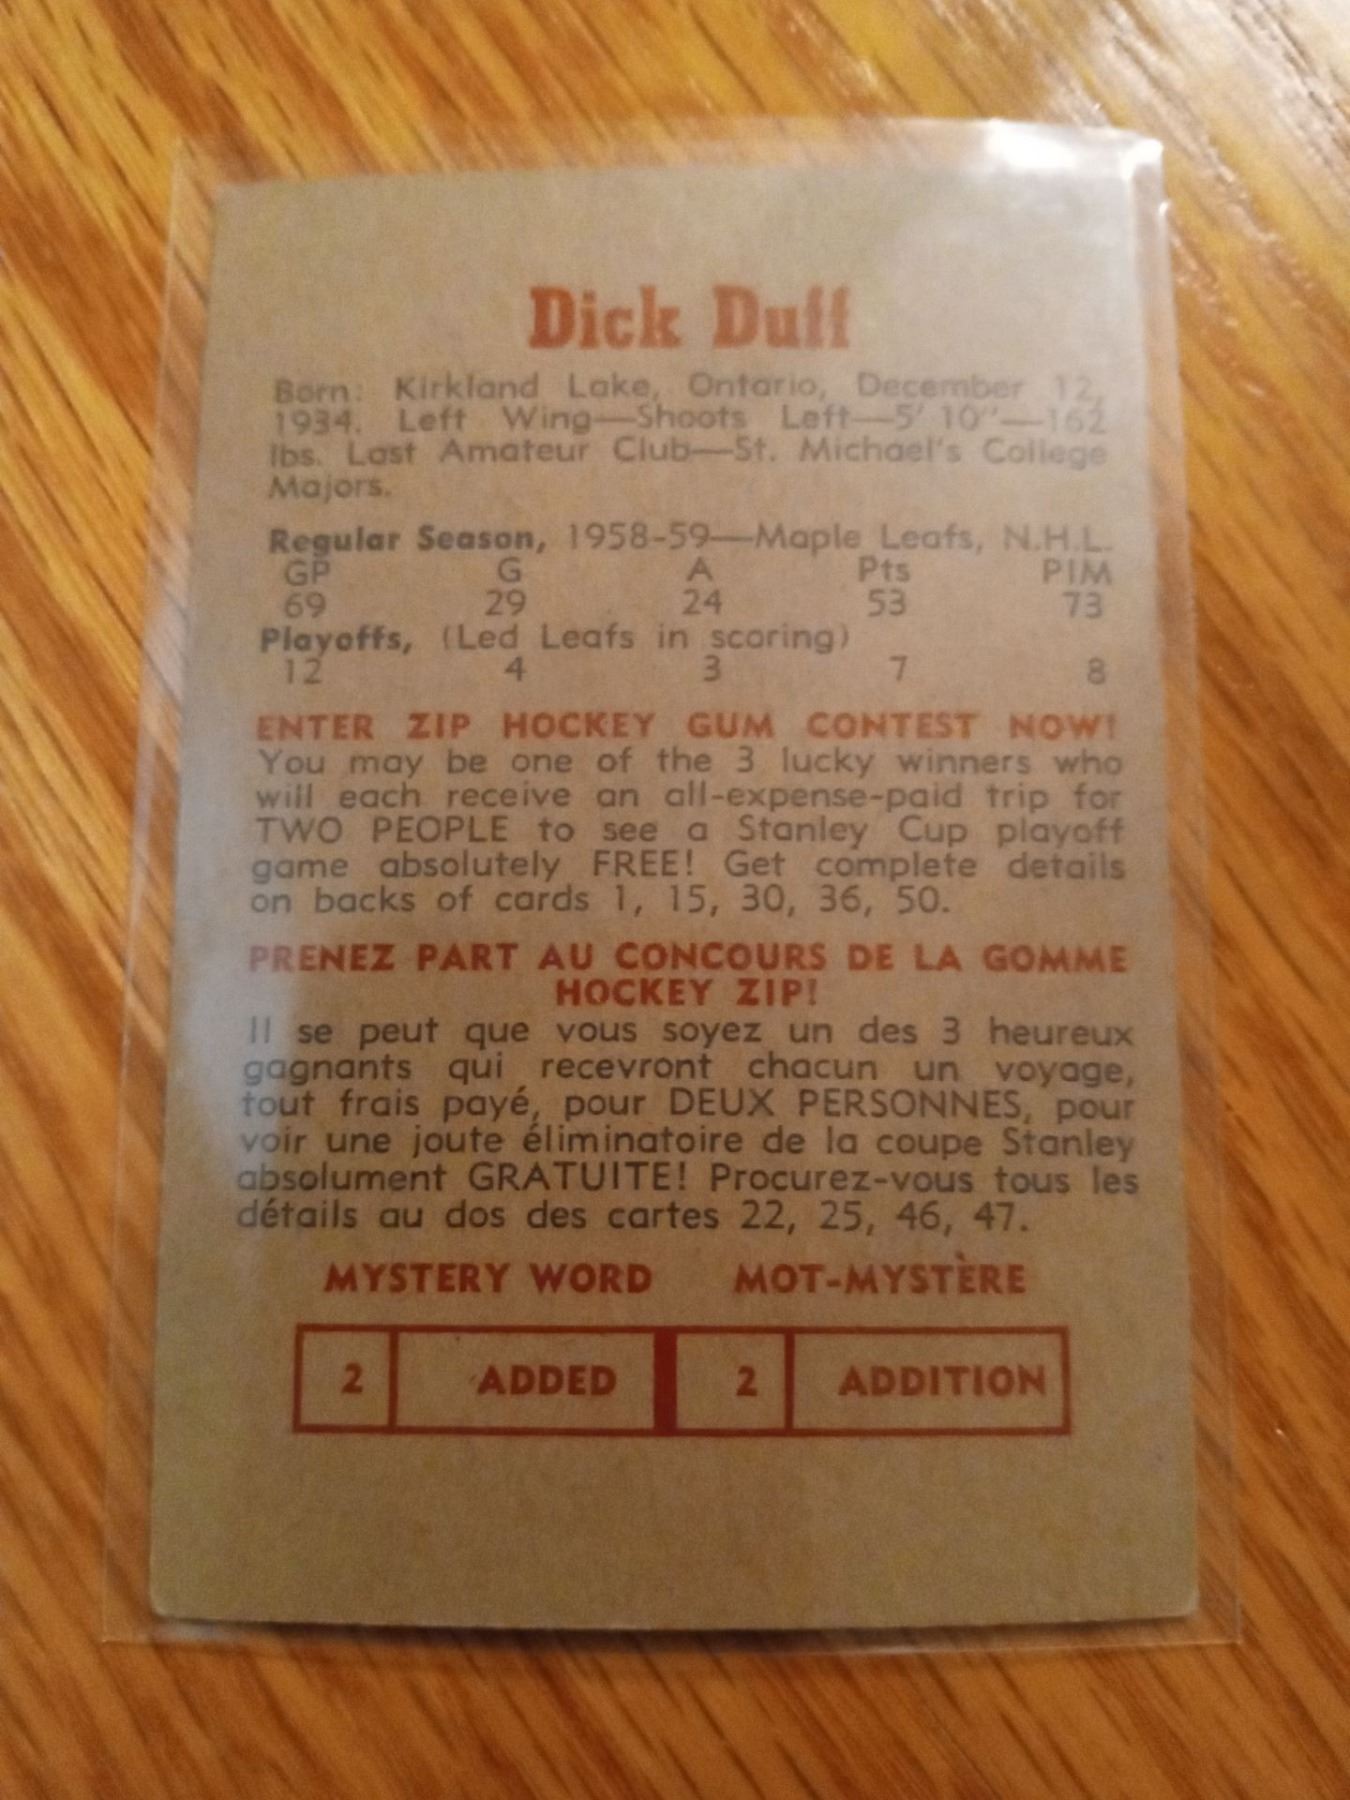 Dick Duff
Born: Kirkland Lake, Ontario, December 12,
1934. Left Wing—Shoots Left—5' 10"—162
lbs. Last Amateur Club—St. Michael's College
Majors.
Regular Season, 1958-59—Maple Leafs, N.H.L.
GP G A Pts PIM
69 29 24 53 73
Playoffs, (Led Leafs in scoring)
12 4 3 7 8
ENTER ZIP HOCKEY GUM CONTEST NOW!
You may be one of the 3 lucky winners who
will each receive an all-expense-paid trip for
TWO PEOPLE to see a Stanley Cup playoff
game absolutely FREE! Get complete details
on backs of cards 1, 15, 30, 36, 50.
PRENEZ PART AU CONCOURS DE LA GOMME
HOCKEY ZIP!
Il se peut que vous soyez un des 3 heureux
gagnants qui recevront chacun un voyage,
tout frais payé, pour DEUX PERSONNES, pour
voir une joute éliminatoire de la coupe Stanley
absolument GRATUITE! Procurez-vous tous les
détails au dos des cartes 22, 25, 46, 47.
MYSTERY WORD MOT-MYSTÈRE
2 ADDED 2 ADDITION